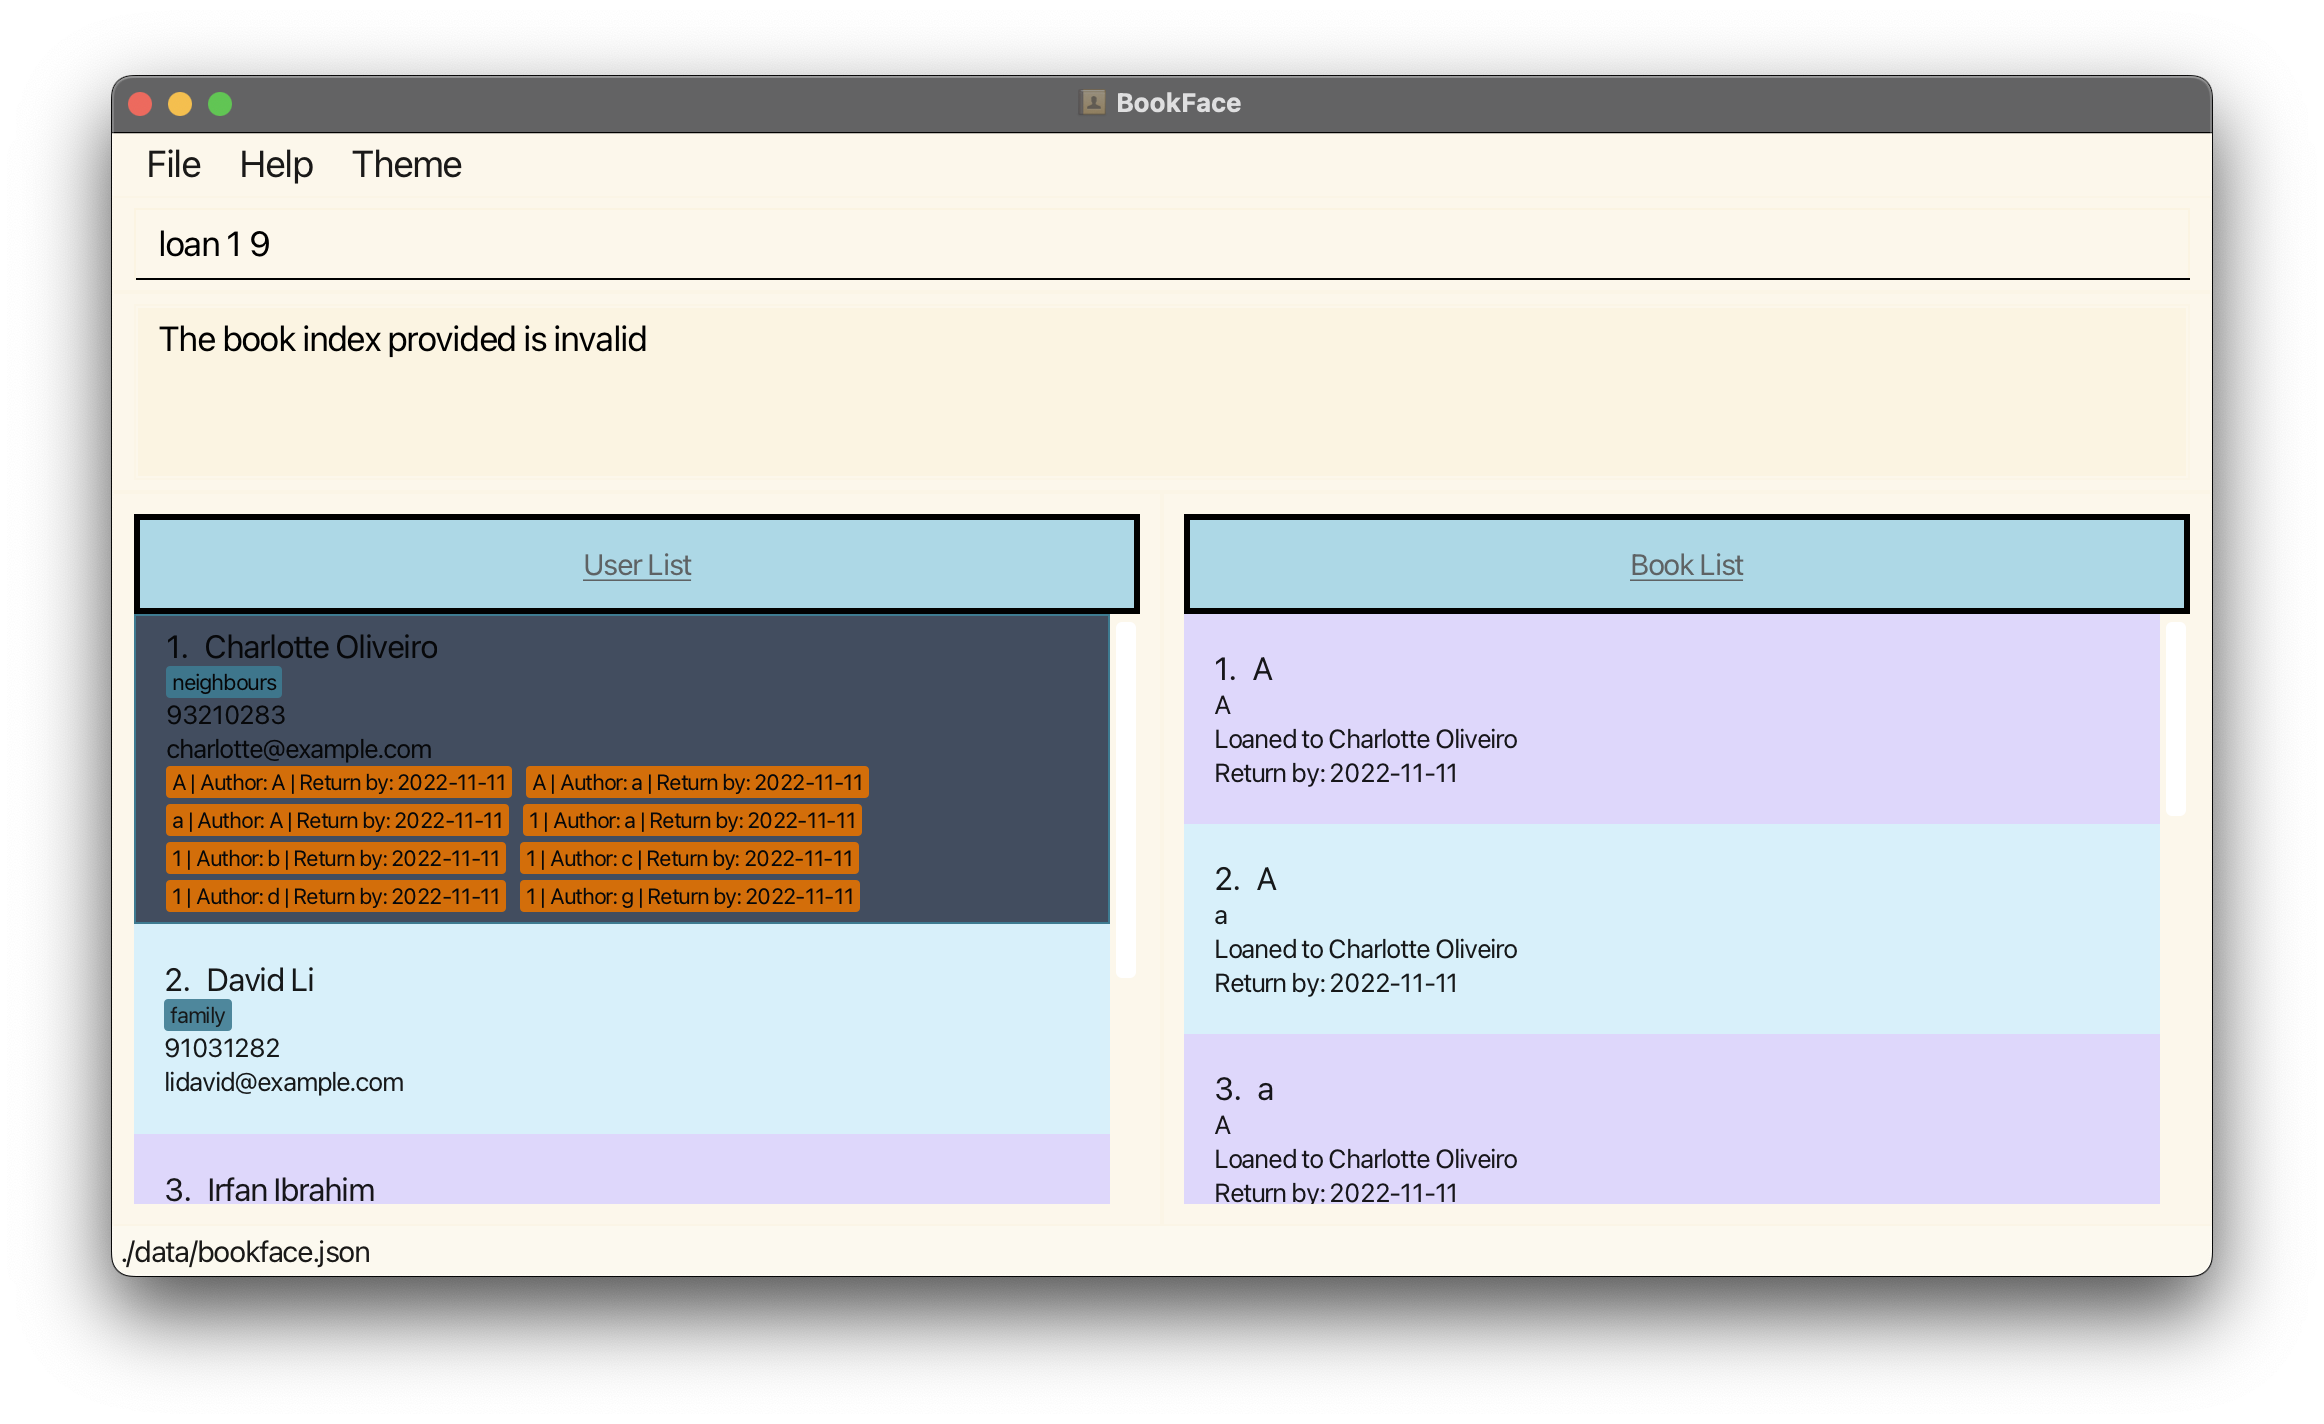 BookFace
File Help Theme
loan 1 9
The book index provided is invalid
User List
1. Charlotte Oliveiro
neighbours
93210283
charlotte@example.com
A | Author: A | Return by: 2022-11-11 A | Author: a | Return by: 2022-11-11
a | Author: A | Return by: 2022-11-11 1 | Author: a | Return by: 2022-11-11
1 | Author: b | Return by: 2022-11-11 1 | Author: c | Return by: 2022-11-11
1 | Author: d | Return by: 2022-11-11 1 | Author: g | Return by: 2022-11-11
2. David Li
family
91031282
lidavid@example.com
3. Irfan Ibrahim
Book List
1. A
A
Loaned to Charlotte Oliveiro
Return by: 2022-11-11
2. A
a
Loaned to Charlotte Oliveiro
Return by: 2022-11-11
3. a
A
Loaned to Charlotte Oliveiro
Return by: 2022-11-11
./data/bookface.json